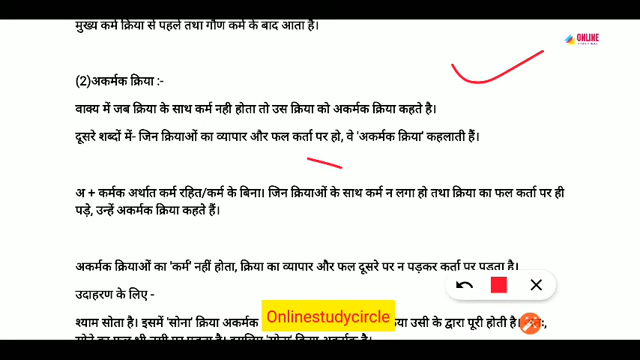 मुख्य कर्म क्रिया से पहले तथा गौण कर्म के बाद आता है।
ONLINE
(2)अकर्मक क्रिया :-
वाक्य में जब क्रिया के साथ कर्म नही होता तो उस क्रिया को अकर्मक क्रिया कहते है।
दूसरे शब्दों में- जिन क्रियाओं का व्यापार और फल कर्ता पर हो, वे 'अकर्मक क्रिया' कहलाती हैं।
अ + कर्मक अर्थात कर्म रहित/कर्म के बिना। जिन क्रियाओं के साथ कर्म न लगा हो तथा क्रिया का फल कर्ता पर ही
पड़े, उन्हें अकर्मक क्रिया कहते हैं।
अकर्मक क्रियाओं का 'कर्म' नहीं होता, क्रिया का व्यापार और फल दूसरे पर न पड़कर कर्ता पर पड़ता है।
उदाहरण के लिए -
श्याम सोता है। इसमें 'सोना' क्रिया अकर्मक उसी के द्वारा पूरी होती है।
Onlinestudycircle